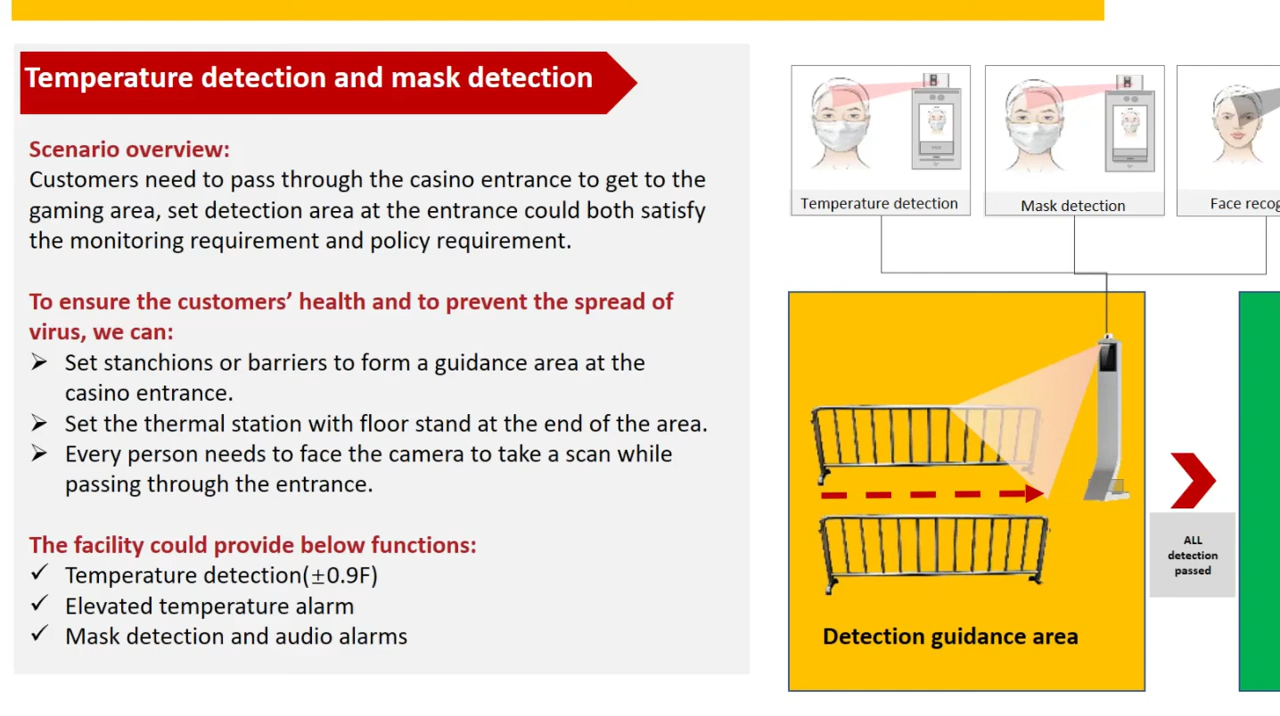 Temperature detection and mask detection
Scenario overview:
Customers need to pass through the casino entrance to get to the
gaming area, set detection area at the entrance could both satisfy
the monitoring requirement and policy requirement.
To ensure the customers’ health and to prevent the spread of
virus, we can:
Set stanchions or barriers to form a guidance area at the
casino entrance.
Set the thermal station with floor stand at the end of the area.
Every person needs to face the camera to take a scan while
passing through the entrance.
The facility could provide below functions:
Temperature detection(±0.9F)
Elevated temperature alarm
Mask detection and audio alarms
Temperature detection
Mask detection
Face recog
ALL
detection
passed
Detection guidance area